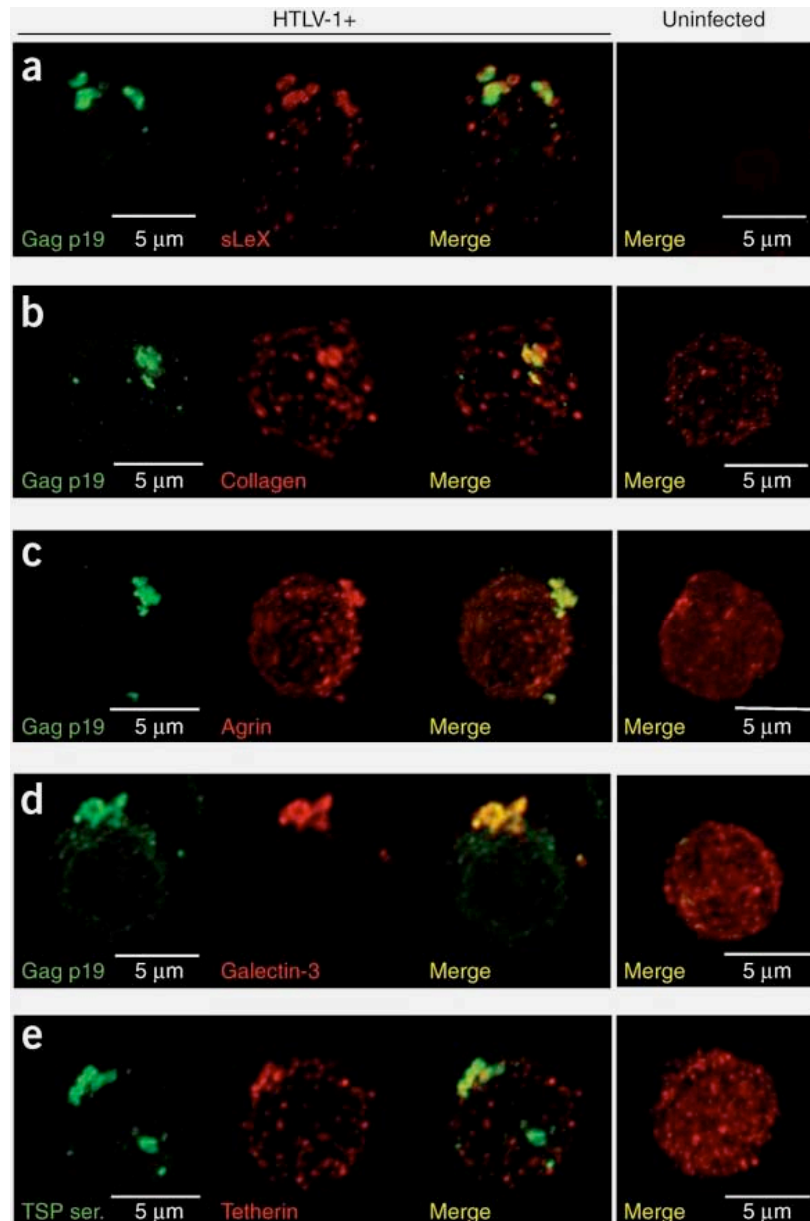 HTLV-1+ Uninfected
a
Gag p19 5 µm sLeX Merge Merge 5 µm
b
Gag p19 5 µm Collagen Merge Merge 5 µm
c
Gag p19 5 µm Agrin Merge Merge 5 µm
d
Gag p19 5 µm Galectin-3 Merge Merge 5 µm
e
TSP ser. 5 µm Tetherin Merge Merge 5 µm